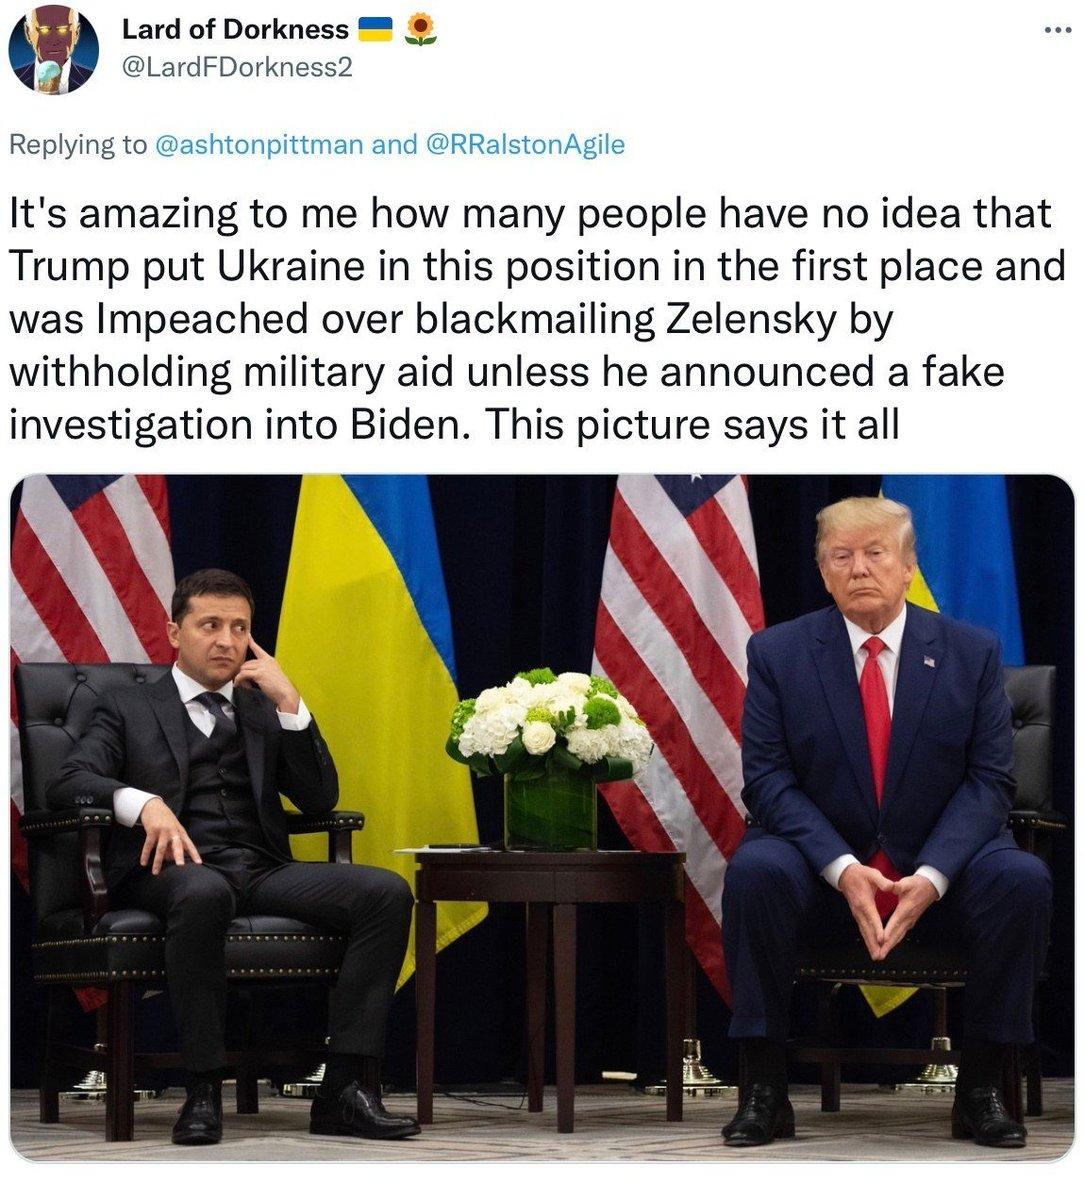 Lard of Dorkness 🇺🇦 🌻
@LardFDorkness2
Replying to @ashtonpittman and @RRalstonAgile
It's amazing to me how many people have no idea that
Trump put Ukraine in this position in the first place and
was Impeached over blackmailing Zelensky by
withholding military aid unless he announced a fake
investigation into Biden. This picture says it all